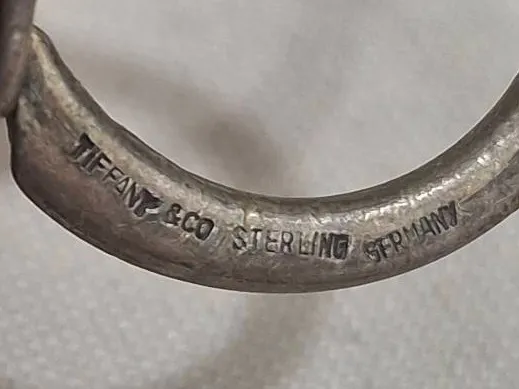 TIFFANY &CO STERLING GERMANY